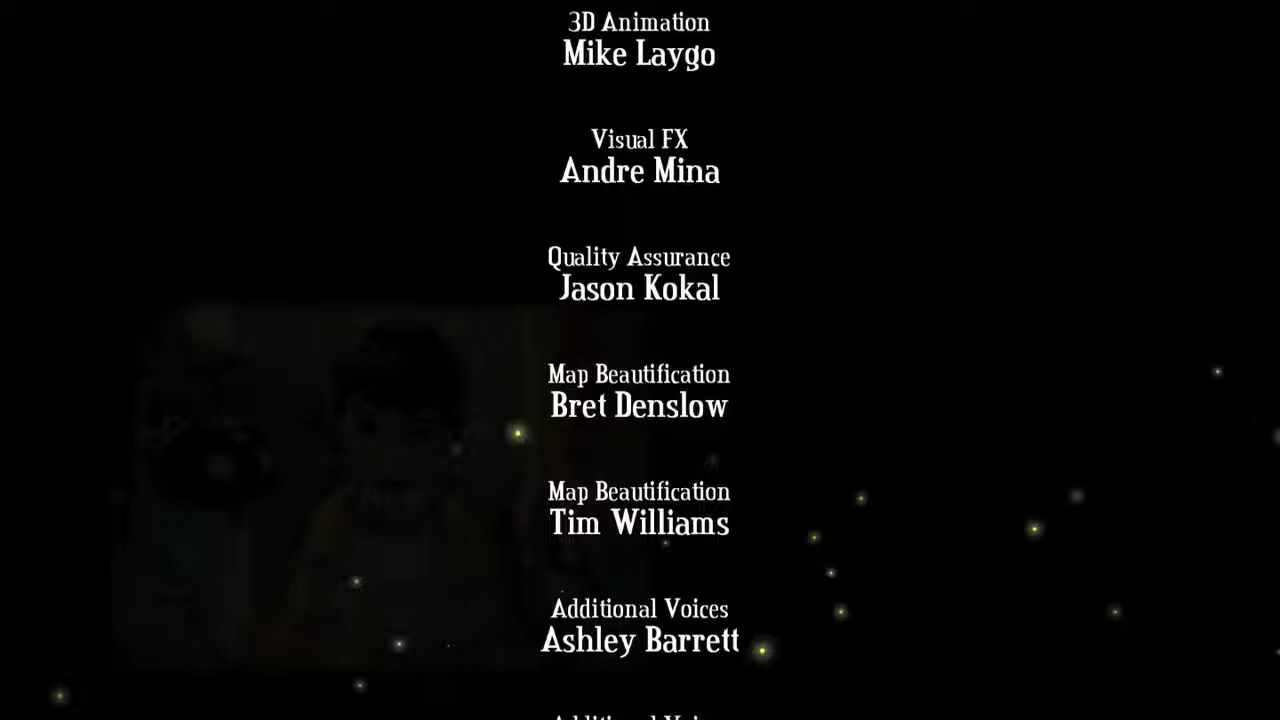 3D Animation
Mike Laygo
Visual FX
Andre Mina
Quality Assurance
Jason Kokal
Map Beautification
Bret Denslow
Map Beautification
Tim Williams
Additional Voices
Ashley Barrett